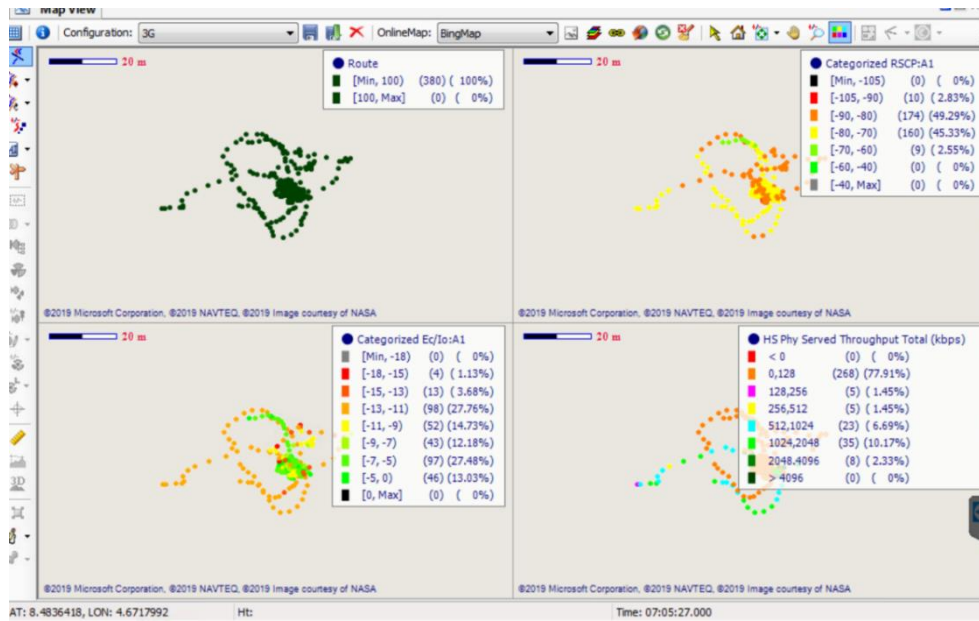 Map View
Configuration: 3G OnlineMap: BingMap
20 m
Route
[Min, 100) (380) ( 100%)
[100, Max] (0) ( 0%)
©2019 Microsoft Corporation, ©2019 NAVTEQ, ©2019 Image courtesy of NASA
20 m
Categorized RSCP:A1
[Min, -105) (0) ( 0%)
[-105, -90) (10) ( 2.83%)
[-90, -80) (174) (49.29%)
[-80, -70) (160) (45.33%)
[-70, -60) (9) ( 2.55%)
[-60, -40) (0) ( 0%)
[-40, Max] (0) ( 0%)
©2019 Microsoft Corporation, ©2019 NAVTEQ, ©2019 Image courtesy of NASA
20 m
Categorized Ec/Io:A1
[Min, -18) (0) ( 0%)
[-18, -15) (4) ( 1.13%)
[-15, -13) (13) ( 3.68%)
[-13, -11) (98) (27.76%)
[-11, -9) (52) (14.73%)
[-9, -7) (43) (12.18%)
[-7, -5) (97) (27.48%)
[-5, 0) (46) (13.03%)
[0, Max] (0) ( 0%)
©2019 Microsoft Corporation, ©2019 NAVTEQ, ©2019 Image courtesy of NASA
20 m
HS Phy Served Throughput Total (kbps)
< 0 (0) ( 0%)
0,128 (268) (77.91%)
128,256 (5) ( 1.45%)
256,512 (5) ( 1.45%)
512,1024 (23) ( 6.69%)
1024,2048 (35) (10.17%)
2048,4096 (8) ( 2.33%)
> 4096 (0) ( 0%)
©2019 Microsoft Corporation, ©2019 NAVTEQ, ©2019 Image courtesy of NASA
3D
AT: 8.4836418, LON: 4.6717992 Ht: Time: 07:05:27.000